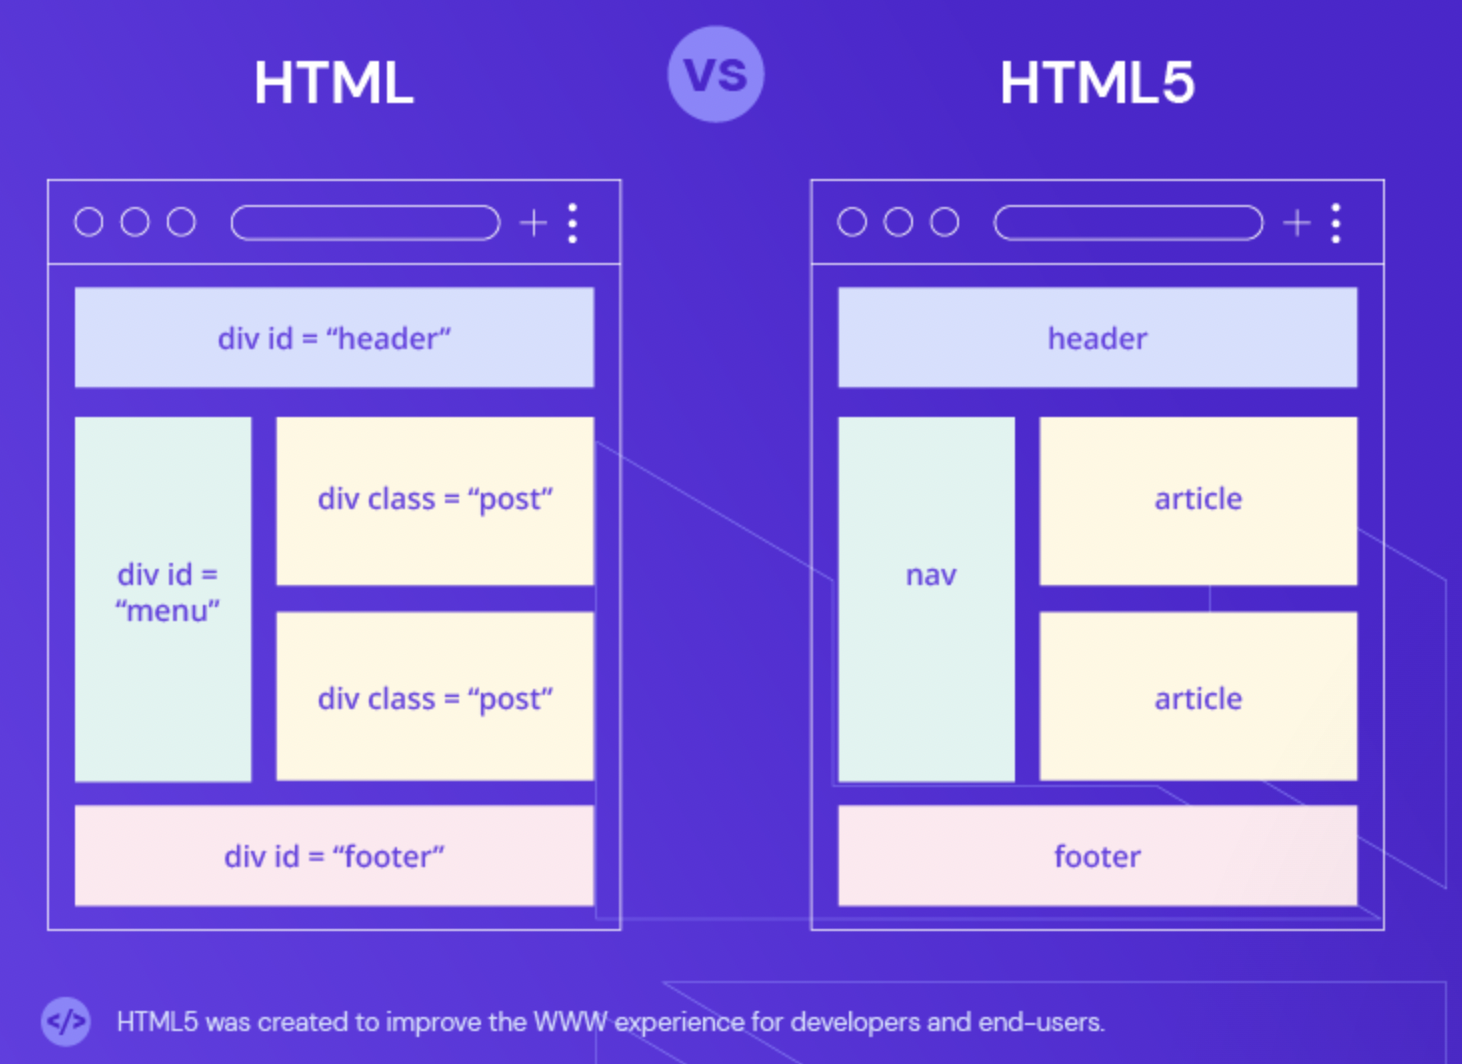 HTML
VS
HTML5
div id = “header”
div id =
“menu”
div class = “post”
div class = “post”
div id = “footer”
header
nav
article
article
footer
</> HTML5 was created to improve the WWW experience for developers and end-users.